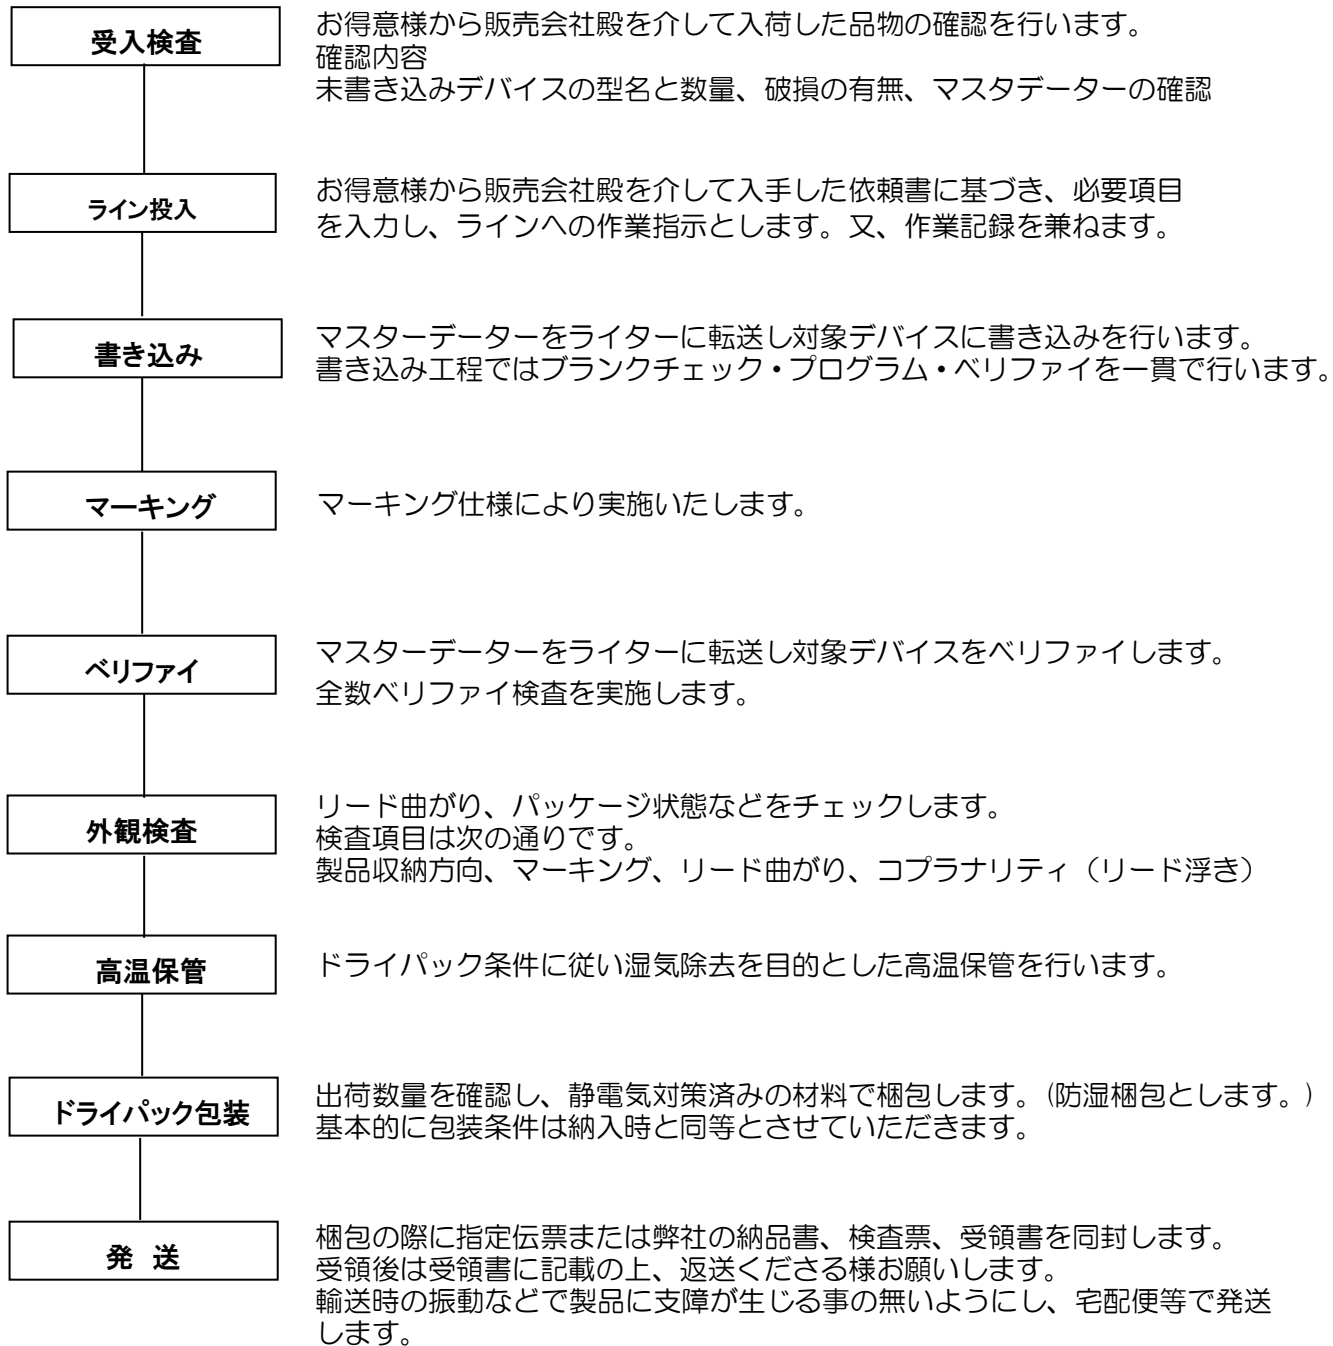 受入検査
お得意様から販売会社殿を介して入荷した品物の確認を行います。
確認内容
未書き込みデバイスの型名と数量、破損の有無、マスタデーターの確認
ライン投入
お得意様から販売会社殿を介して入手した依頼書に基づき、必要項目
を入力し、ラインへの作業指示とします。又、作業記録を兼ねます。
書き込み
マスターデーターをライターに転送し対象デバイスに書き込みを行います。
書き込み工程ではブランクチェック・プログラム・ベリファイを一貫で行います。
マーキング
マーキング仕様により実施いたします。
ベリファイ
マスターデーターをライターに転送し対象デバイスをベリファイします。
全数ベリファイ検査を実施します。
外観検査
リード曲がり、パッケージ状態などをチェックします。
検査項目は次の通りです。
製品収納方向、マーキング、リード曲がり、コプラナリティ（リード浮き）
高温保管
ドライパック条件に従い湿気除去を目的とした高温保管を行います。
ドライパック包装
出荷数量を確認し、静電気対策済みの材料で梱包します。(防湿梱包とします。)
基本的に包装条件は納入時と同等とさせていただきます。
発 送
梱包の際に指定伝票または弊社の納品書、検査票、受領書を同封します。
受領後は受領書に記載の上、返送くださる様お願いします。
輸送時の振動などで製品に支障が生じる事の無いようにし、宅配便等で発送
します。